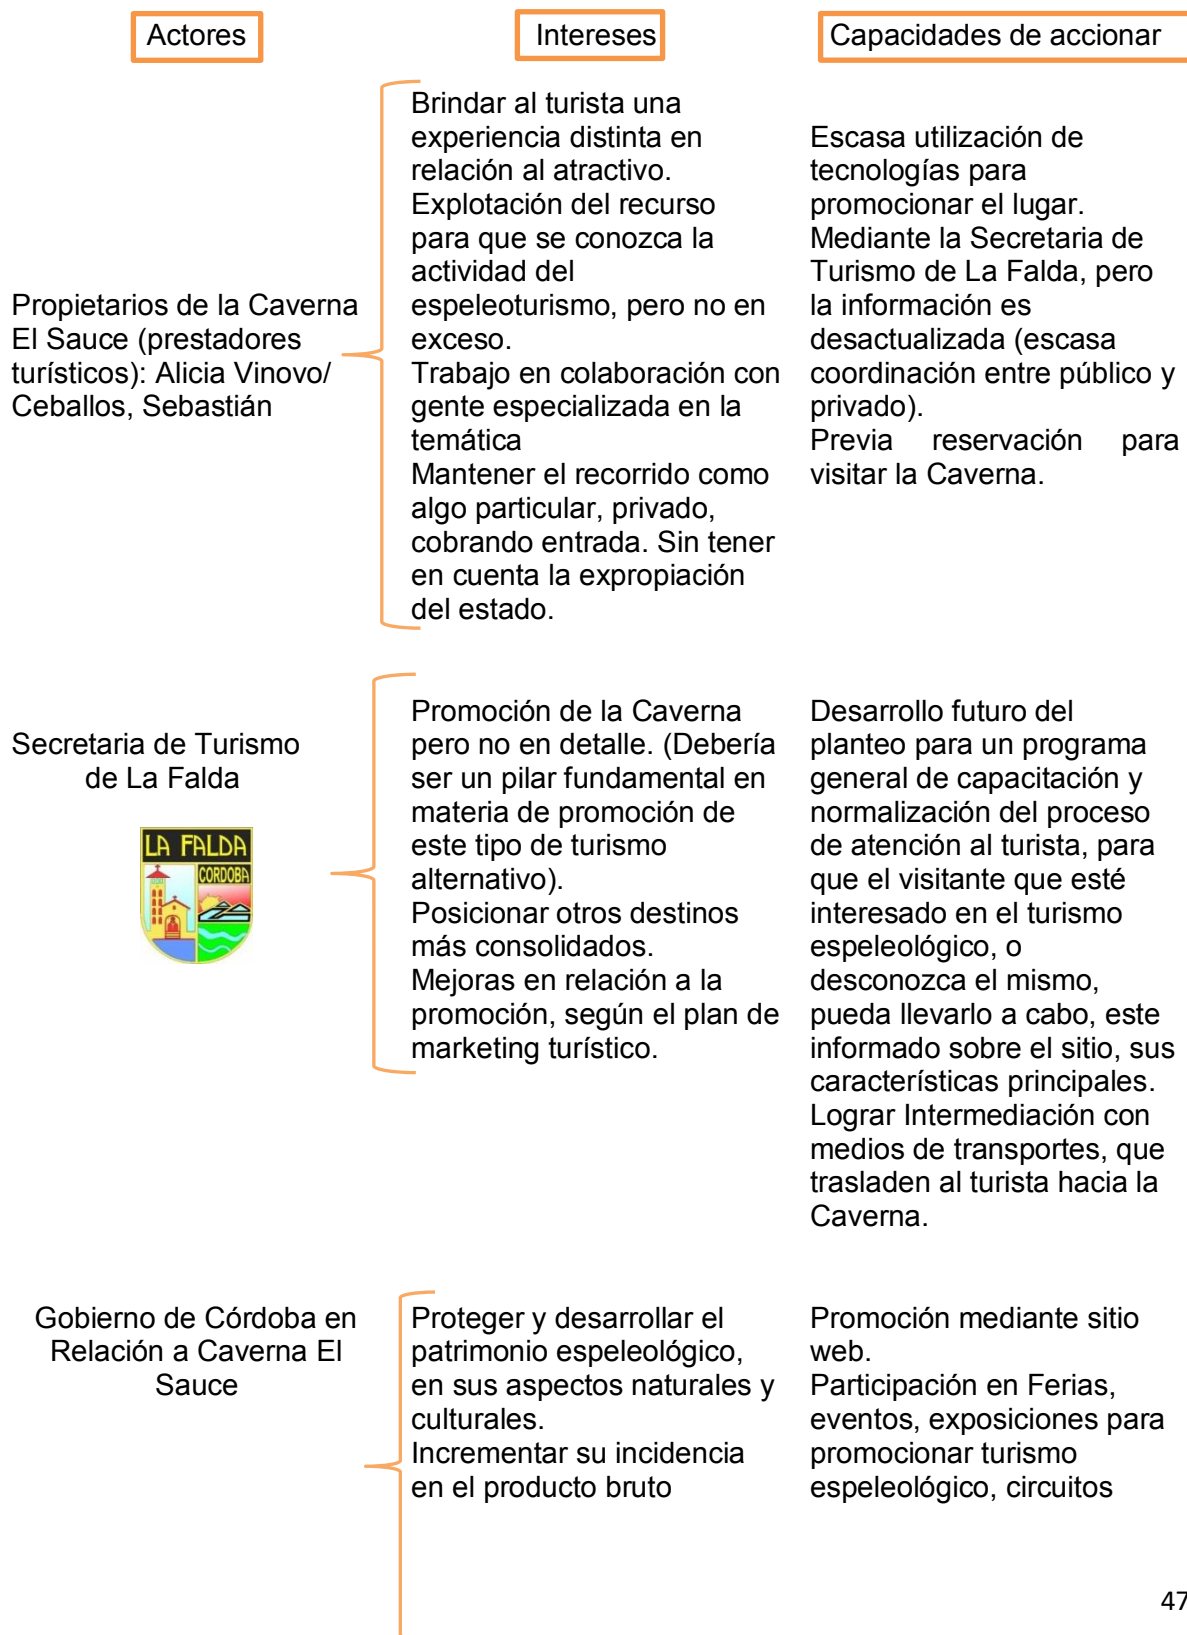 Actores
Intereses
Capacidades de accionar
Propietarios de la Caverna
El Sauce (prestadores
turísticos): Alicia Vinovo/
Ceballos, Sebastián
Brindar al turista una
experiencia distinta en
relación al atractivo.
Explotación del recurso
para que se conozca la
actividad del
espeleoturismo, pero no en
exceso.
Trabajo en colaboración con
gente especializada en la
temática
Mantener el recorrido como
algo particular, privado,
cobrando entrada. Sin tener
en cuenta la expropiación
del estado.
Escasa utilización de
tecnologías para
promocionar el lugar.
Mediante la Secretaria de
Turismo de La Falda, pero
la información es
desactualizada (escasa
coordinación entre público y
privado).
Previa reservación para
visitar la Caverna.
Secretaria de Turismo
de La Falda
LA FALDA
CORDOBA
Promoción de la Caverna
pero no en detalle. (Debería
ser un pilar fundamental en
materia de promoción de
este tipo de turismo
alternativo).
Posicionar otros destinos
más consolidados.
Mejoras en relación a la
promoción, según el plan de
marketing turístico.
Desarrollo futuro del
planteo para un programa
general de capacitación y
normalización del proceso
de atención al turista, para
que el visitante que esté
interesado en el turismo
espeleológico, o
desconozca el mismo,
pueda llevarlo a cabo, este
informado sobre el sitio, sus
características principales.
Lograr Intermediación con
medios de transportes, que
trasladen al turista hacia la
Caverna.
Gobierno de Córdoba en
Relación a Caverna El
Sauce
Proteger y desarrollar el
patrimonio espeleológico,
en sus aspectos naturales y
culturales.
Incrementar su incidencia
en el producto bruto
Promoción mediante sitio
web.
Participación en Ferias,
eventos, exposiciones para
promocionar turismo
espeleológico, circuitos
47